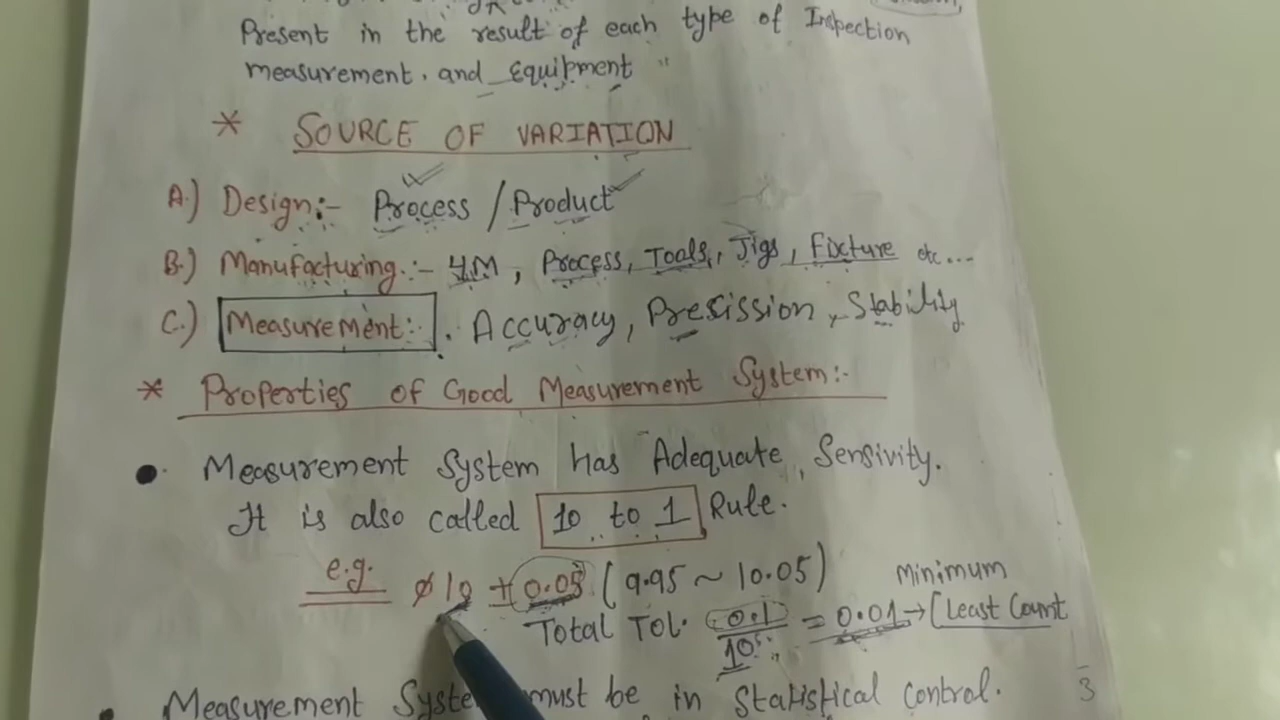 Present in the result of each type of Inspection
measurement. and Equipment "
* SOURCE OF VARIATION
A.) Design:- Process / Product
B.) Manufacturing:- 4M, Process, Tools, Jigs, Fixture etc...
C.) Measurement:. Accuracy, Presission, Stability
* Properties of Good Measurement System:-
• Measurement System has Adequate Sensivity.
It is also called 10 to 1 Rule.
e.g. ø10 ± 0.05 (9.95 ~ 10.05)
Minimum
Total Tol. 0.1/10 = 0.01 → [Least Count
• Measurement System must be in Statistical control.
3